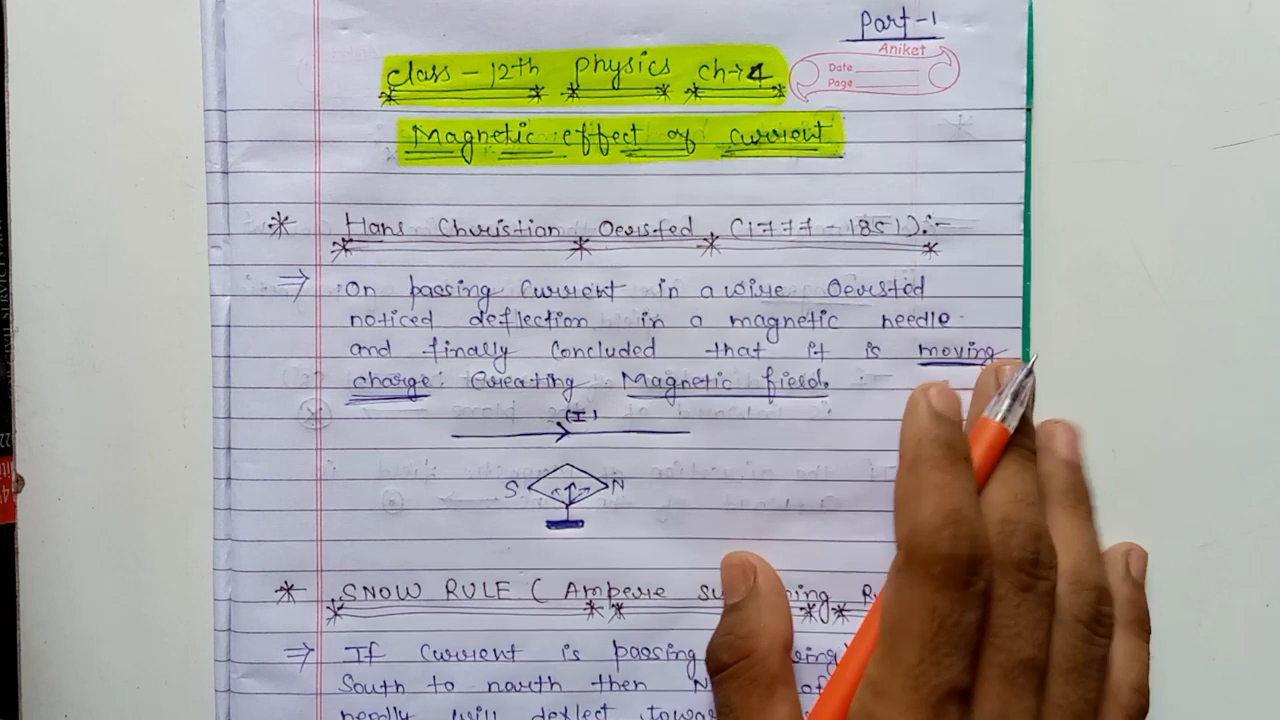 Part-1
Aniket
Date
Page
Class - 12th Physics Ch→4
Magnetic effect of Current
* Hans Christian Oersted (1777-1851):-
⇒ On passing Current in a wire Oersted
noticed deflection in a magnetic needle
and finally Concluded that it is moving
charge. Creating Magnetic field.
(I)
S N
* SNOW RULE ( Ampere
⇒ If Current is passing
South to north then N of
needly will deflect